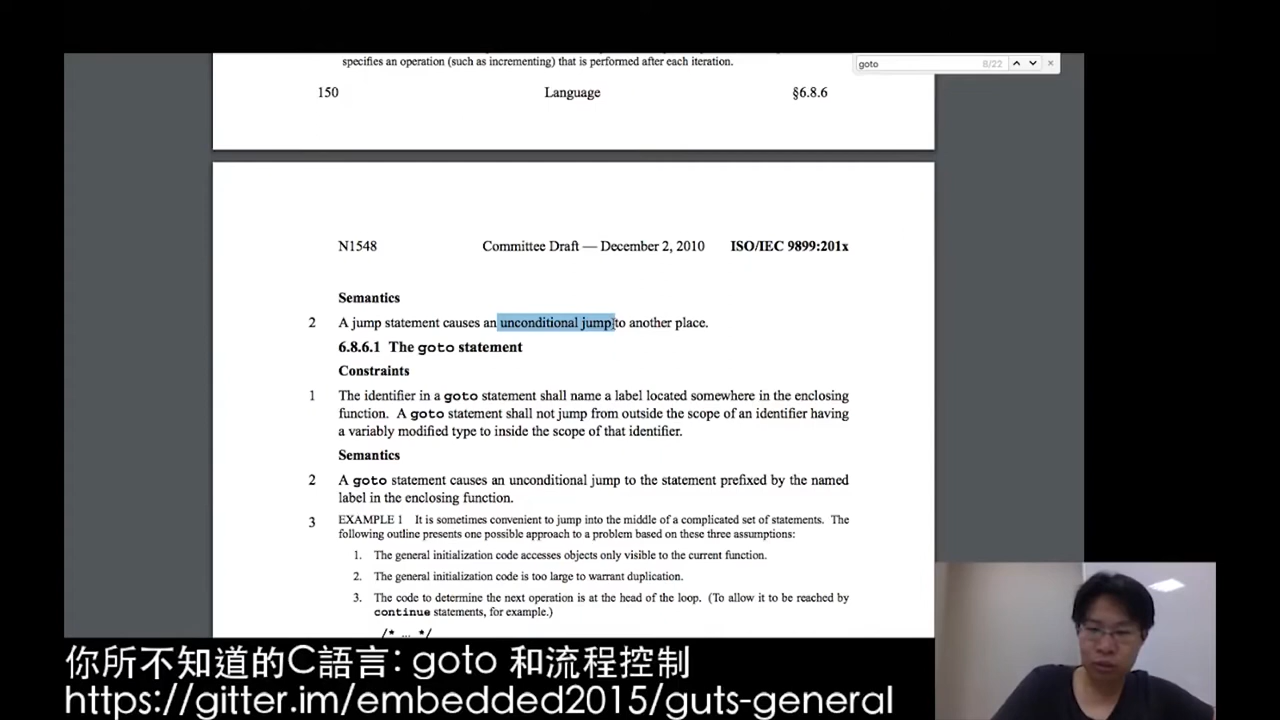 specifies an operation (such as incrementing) that is performed after each iteration.
goto 8/22
150 Language §6.8.6
N1548 Committee Draft — December 2, 2010 ISO/IEC 9899:201x
Semantics
2 A jump statement causes an unconditional jump to another place.
6.8.6.1 The goto statement
Constraints
1 The identifier in a goto statement shall name a label located somewhere in the enclosing
function. A goto statement shall not jump from outside the scope of an identifier having
a variably modified type to inside the scope of that identifier.
Semantics
2 A goto statement causes an unconditional jump to the statement prefixed by the named
label in the enclosing function.
3 EXAMPLE 1 It is sometimes convenient to jump into the middle of a complicated set of statements. The
following outline presents one possible approach to a problem based on these three assumptions:
1. The general initialization code accesses objects only visible to the current function.
2. The general initialization code is too large to warrant duplication.
3. The code to determine the next operation is at the head of the loop. (To allow it to be reached by
continue statements, for example.)
/* ... */
你所不知道的C語言: goto 和流程控制
https://gitter.im/embedded2015/guts-general